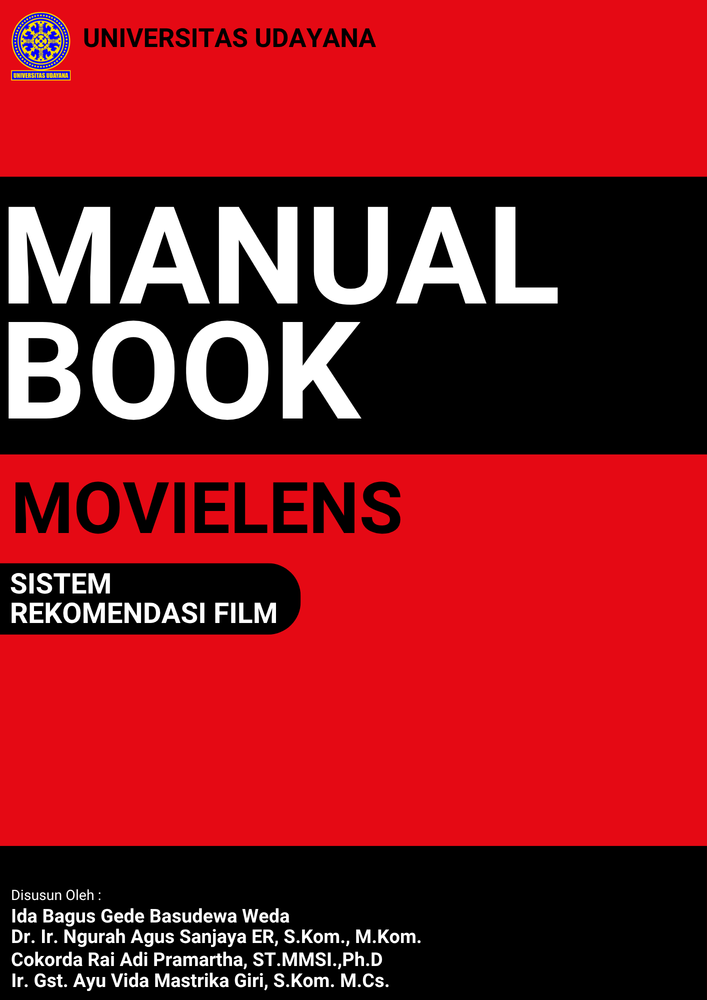 UNIVERSITAS UDAYANA
UNIVERSITAS UDAYANA
MANUAL
BOOK
MOVIELENS
SISTEM
REKOMENDASI FILM
Disusun Oleh :
Ida Bagus Gede Basudewa Weda
Dr. Ir. Ngurah Agus Sanjaya ER, S.Kom., M.Kom.
Cokorda Rai Adi Pramartha, ST.MMSI.,Ph.D
Ir. Gst. Ayu Vida Mastrika Giri, S.Kom. M.Cs.